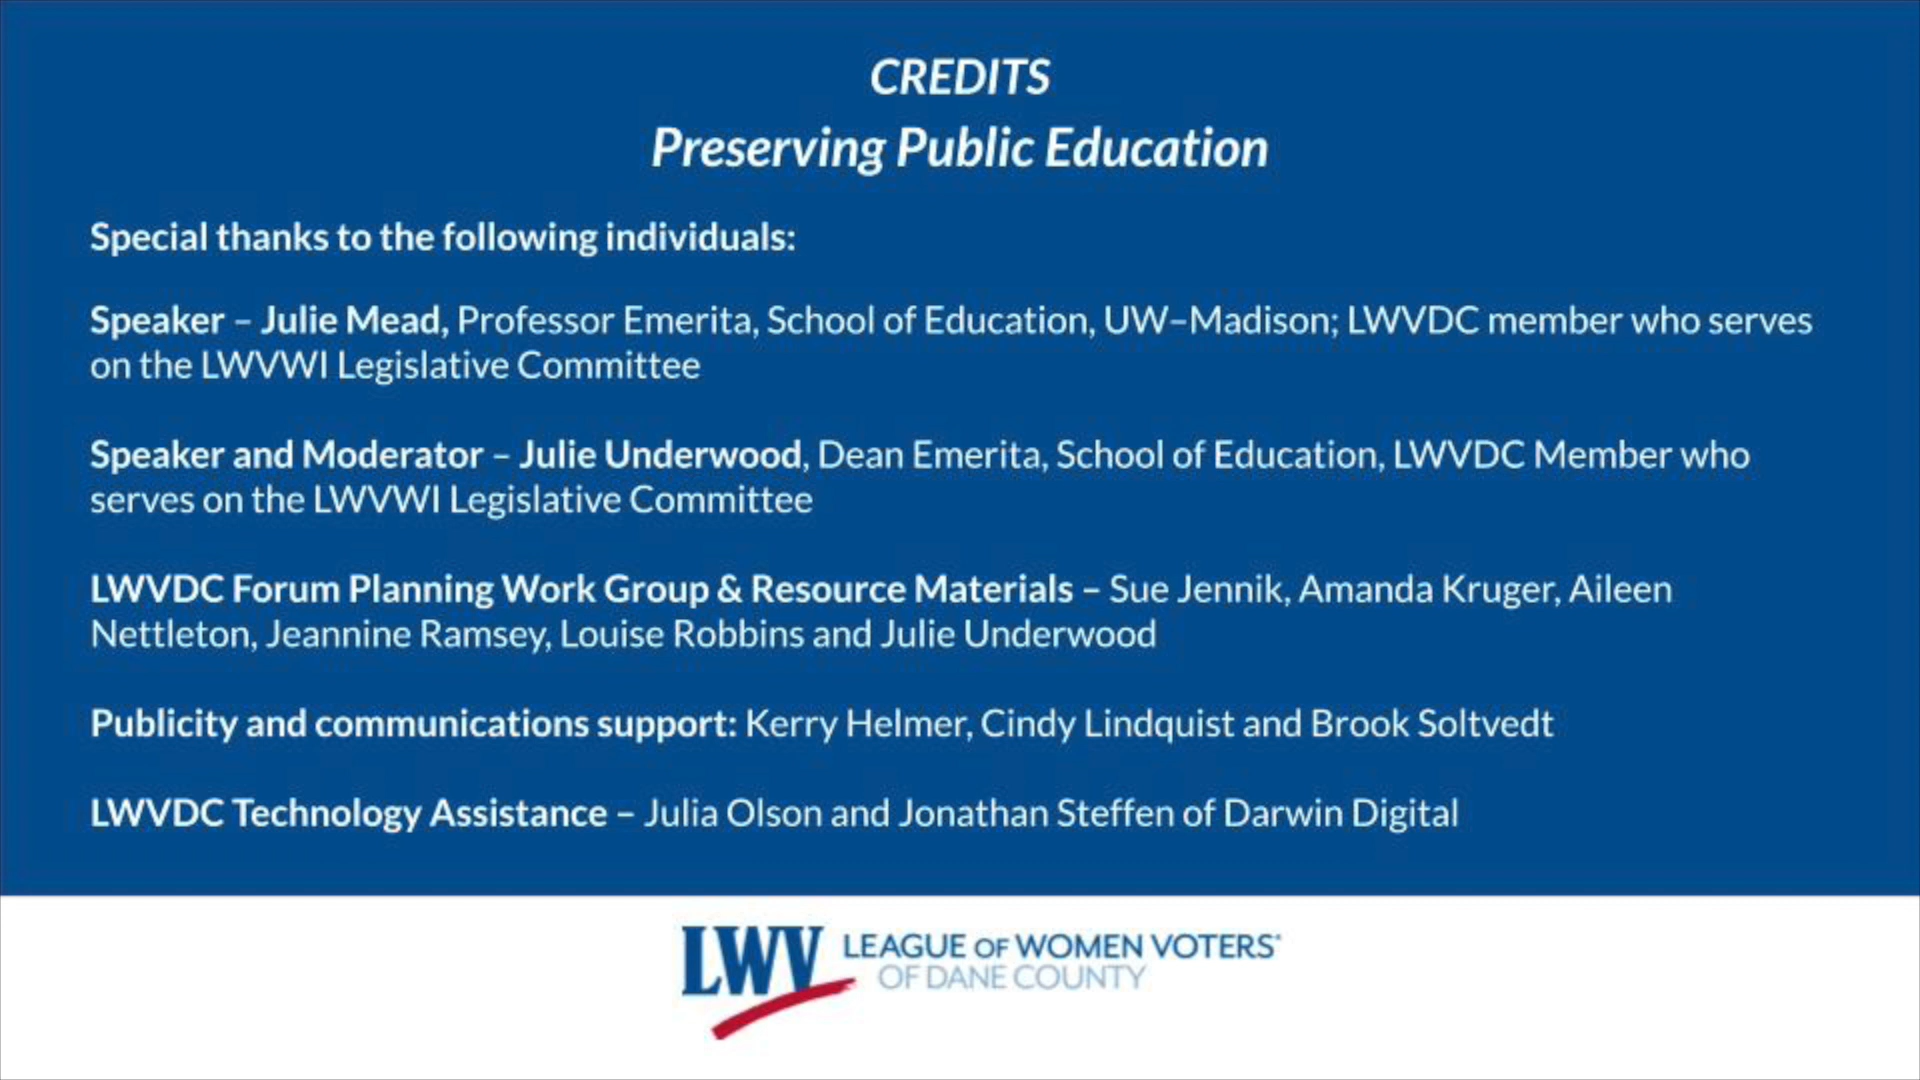 CREDITS
Preserving Public Education
Special thanks to the following individuals:
Speaker – Julie Mead, Professor Emerita, School of Education, UW–Madison; LWVDC member who serves
on the LWVWI Legislative Committee
Speaker and Moderator – Julie Underwood, Dean Emerita, School of Education, LWVDC Member who
serves on the LWVWI Legislative Committee
LWVDC Forum Planning Work Group & Resource Materials – Sue Jennik, Amanda Kruger, Aileen
Nettleton, Jeannine Ramsey, Louise Robbins and Julie Underwood
Publicity and communications support: Kerry Helmer, Cindy Lindquist and Brook Soltvedt
LWVDC Technology Assistance – Julia Olson and Jonathan Steffen of Darwin Digital
LWV LEAGUE OF WOMEN VOTERS®
OF DANE COUNTY